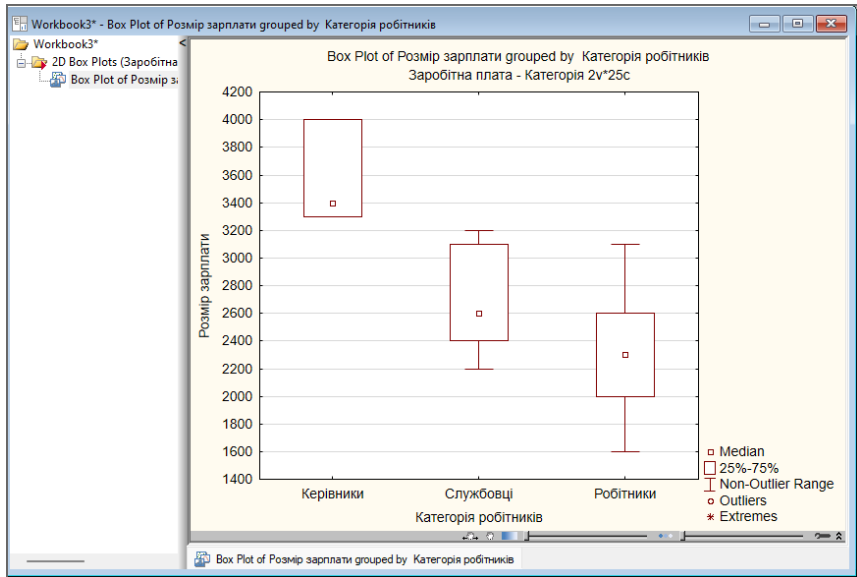 Workbook3* - Box Plot of Розмір зарплати grouped by Категорія робітників
Workbook3*
2D Box Plots (Заробітна
Box Plot of Розмір за
Box Plot of Розмір зарплати grouped by Категорія робітників
Заробітна плата - Категорія 2v*25c
4200
4000
3800
3600
3400
3200
3000
2800
2600
2400
2200
2000
1800
1600
1400
Розмір зарплати
Керівники Службовці Робітники
Категорія робітників
Median
25%-75%
Non-Outlier Range
Outliers
Extremes
Box Plot of Розмір зарплати grouped by Категорія робітників